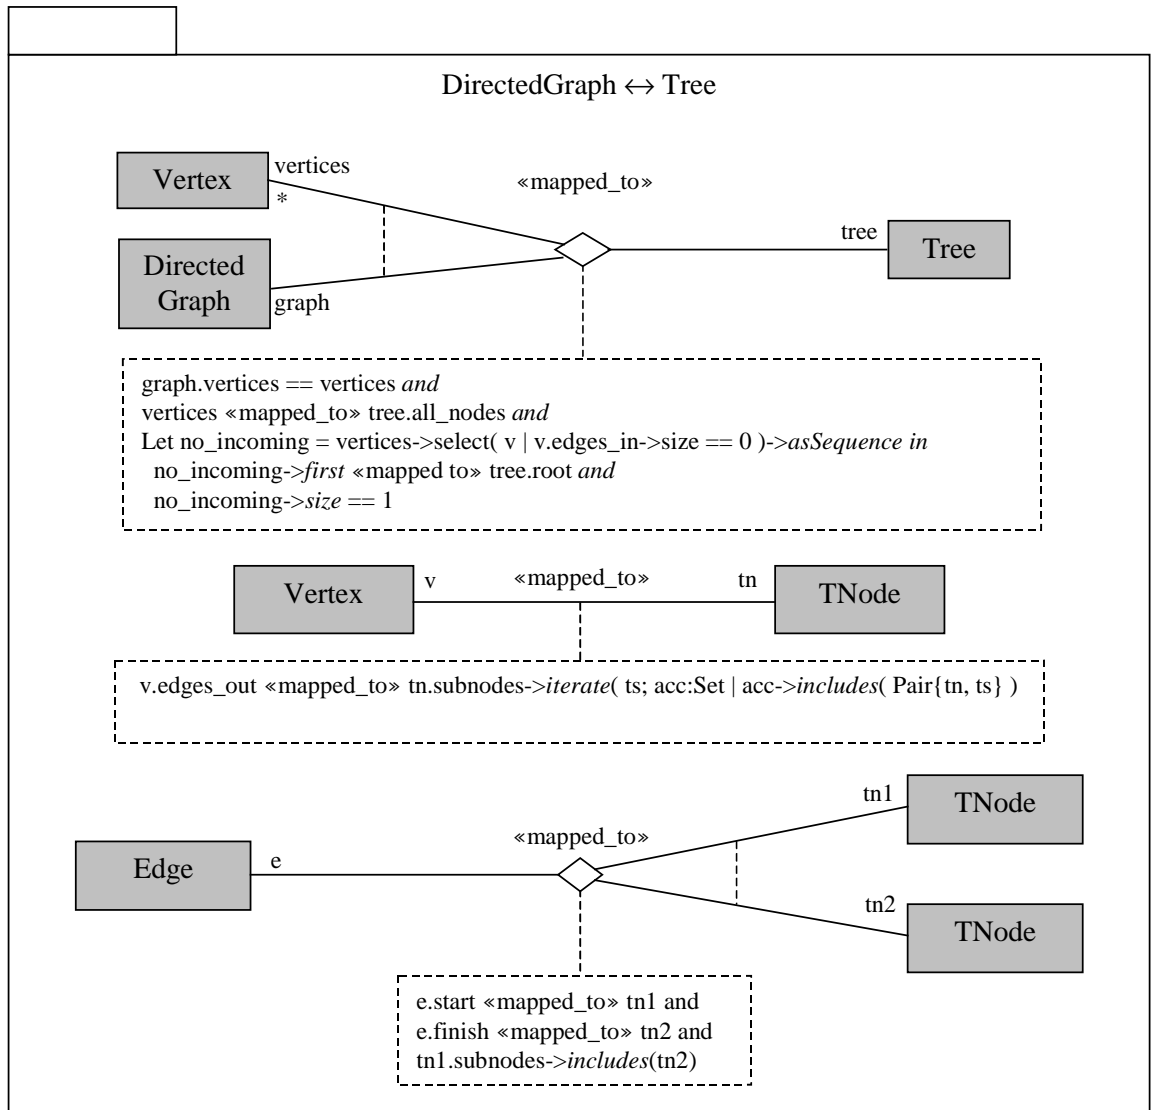 DirectedGraph ↔ Tree
Vertex
vertices
*
«mapped_to»
tree
Tree
Directed
Graph
graph
graph.vertices == vertices and
vertices «mapped_to» tree.all_nodes and
Let no_incoming = vertices->select( v | v.edges_in->size == 0 )->asSequence in
no_incoming->first «mapped to» tree.root and
no_incoming->size == 1
Vertex
v
«mapped_to»
tn
TNode
v.edges_out «mapped_to» tn.subnodes->iterate( ts; acc:Set | acc->includes( Pair{tn, ts} )
tn1
TNode
«mapped_to»
Edge
e
tn2
TNode
e.start «mapped_to» tn1 and
e.finish «mapped_to» tn2 and
tn1.subnodes->includes(tn2)